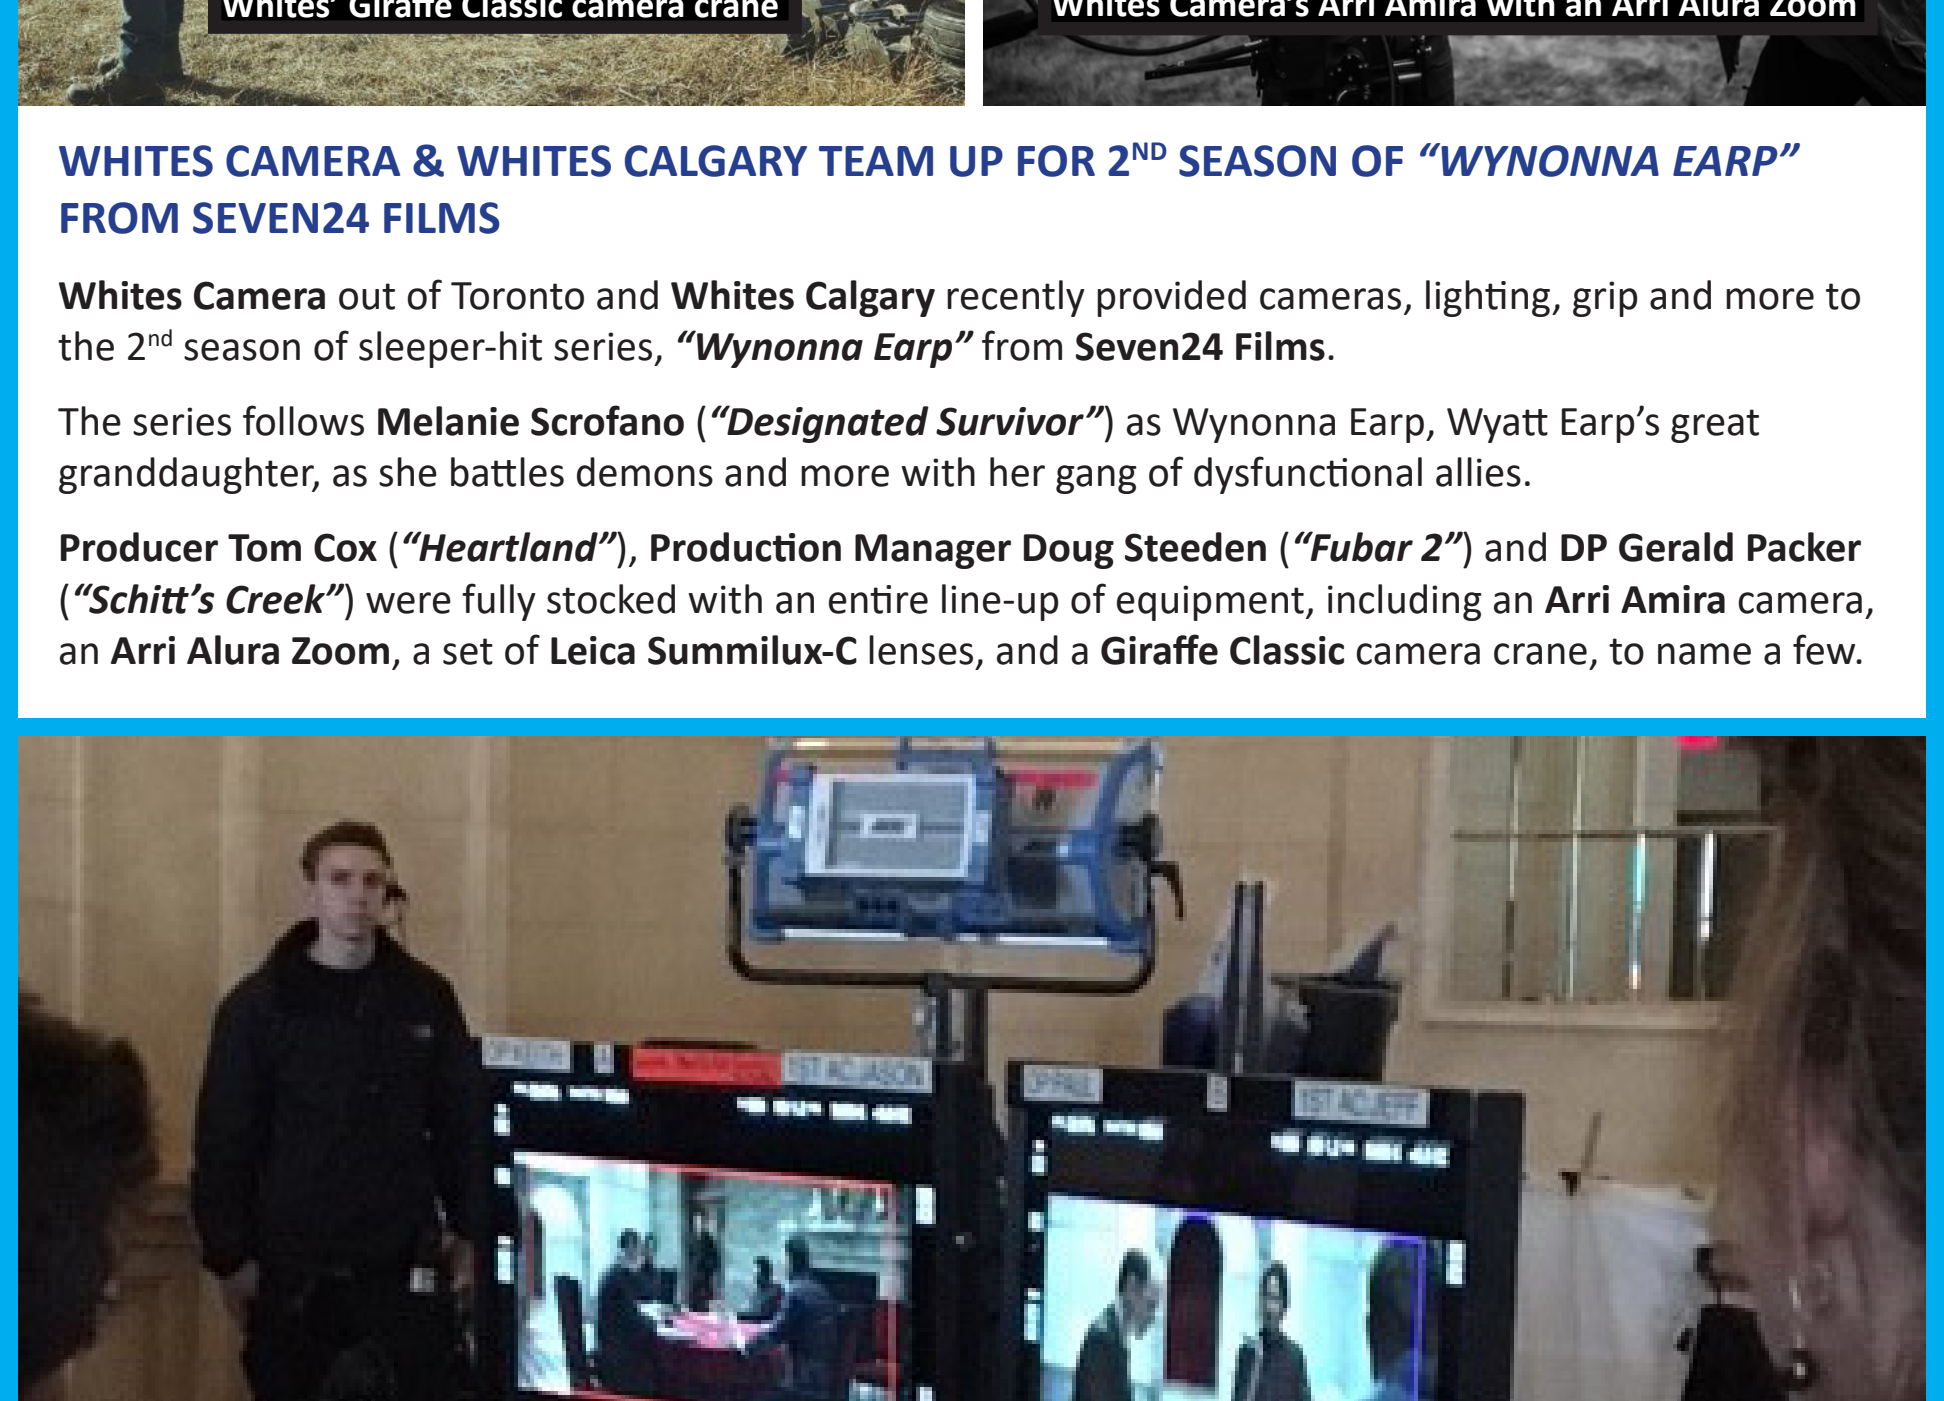 Whites' Giraffe Classic camera crane
Whites Camera's Arri Amira with an Arri Alura Zoom
WHITES CAMERA & WHITES CALGARY TEAM UP FOR 2ND SEASON OF “WYNONNA EARP”
FROM SEVEN24 FILMS
Whites Camera out of Toronto and Whites Calgary recently provided cameras, lighting, grip and more to
the 2nd season of sleeper-hit series, “Wynonna Earp” from Seven24 Films.
The series follows Melanie Scrofano (“Designated Survivor”) as Wynonna Earp, Wyatt Earp’s great
granddaughter, as she battles demons and more with her gang of dysfunctional allies.
Producer Tom Cox (“Heartland”), Production Manager Doug Steeden (“Fubar 2”) and DP Gerald Packer
(“Schitt’s Creek”) were fully stocked with an entire line-up of equipment, including an Arri Amira camera,
an Arri Alura Zoom, a set of Leica Summilux-C lenses, and a Giraffe Classic camera crane, to name a few.
1ST AC:JASON
1ST AC:JEFF